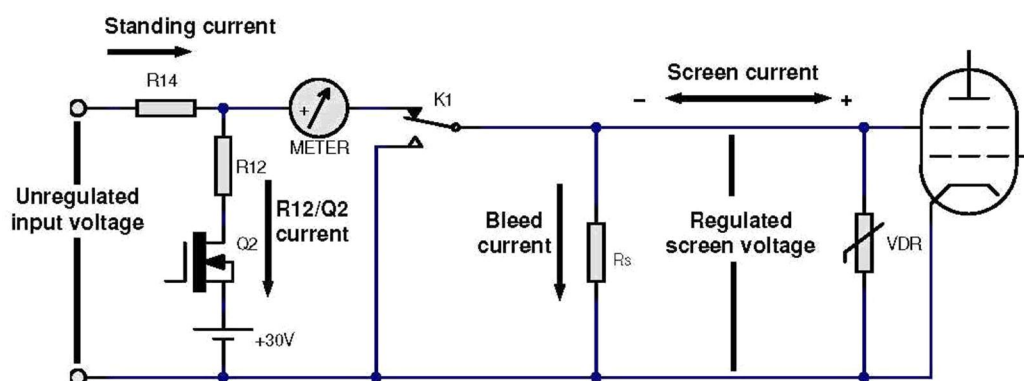 Standing current
R14
+
METER
K1
Screen current
−
+
R12
Unregulated
input voltage
R12/Q2
current
Q2
+30V
Bleed
current
Rs
Regulated
screen voltage
VDR